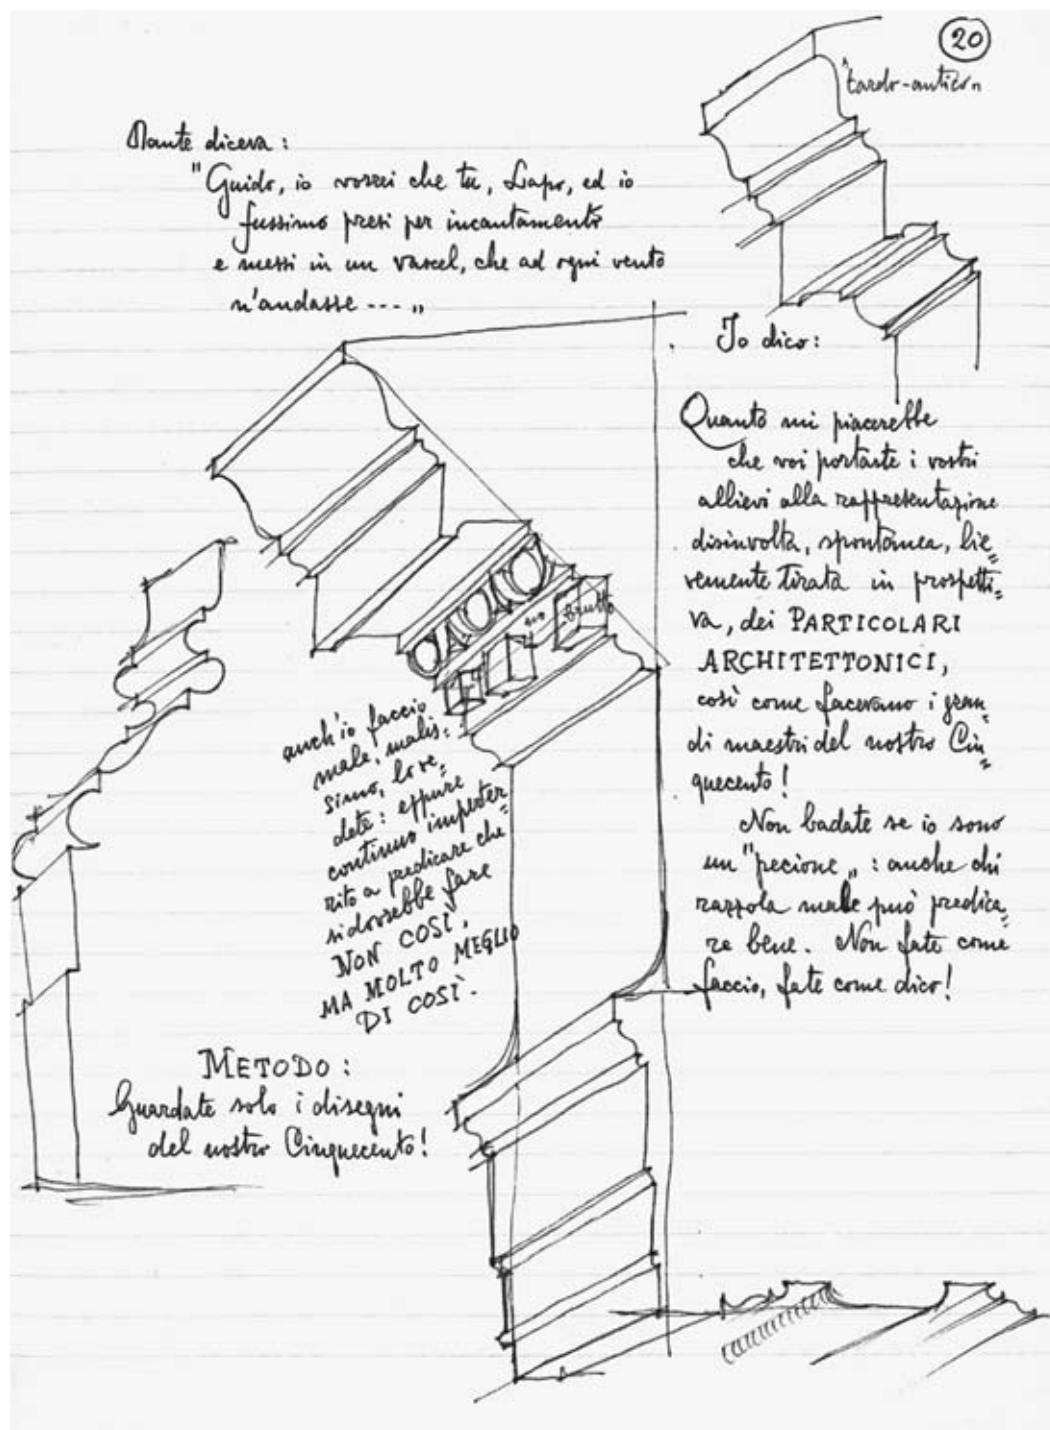 20
"tardo-antico"
Dante diceva:
"Guido, io vorrei che tu, Lapo, ed io
fussimo presi per incantamento
e messi in un vascel, che ad ogni vento
n'andasse ---"
Io dico:
Quanto mi piacerebbe
che voi portaste i vostri
allievi alla rappresentazione
disinvolta, spontanea, lie=
vemente tirata in prospetti=
va, dei PARTICOLARI
ARCHITETTONICI,
così come facevano i gran=
di maestri del nostro Cin=
quecento!
Non badate se io sono
un "pecione": anche chi
razzola male può predica=
re bene. Non fate come
faccio, fate come dico!
brutto
anch'io faccio
male, malis=
simo, lo ve=
dete: eppure
continuo imperter=
rito a predicare che
si dovrebbe fare
NON COSÌ,
MA MOLTO MEGLIO
DI COSÌ.
METODO:
Guardate solo i disegni
del nostro Cinquecento!